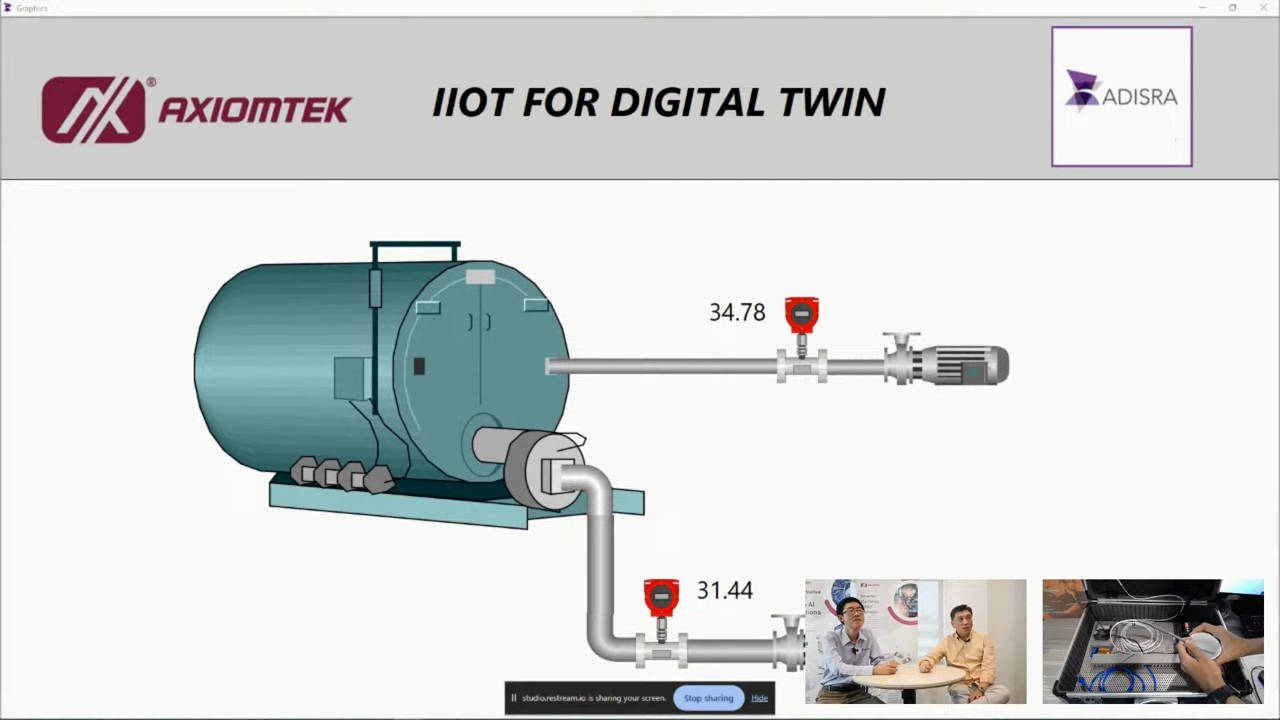 Graphics
AXIOMTEK®
IIOT FOR DIGITAL TWIN
ADISRA
34.78
31.44
studio.restream.io is sharing your screen.
Stop sharing
Hide